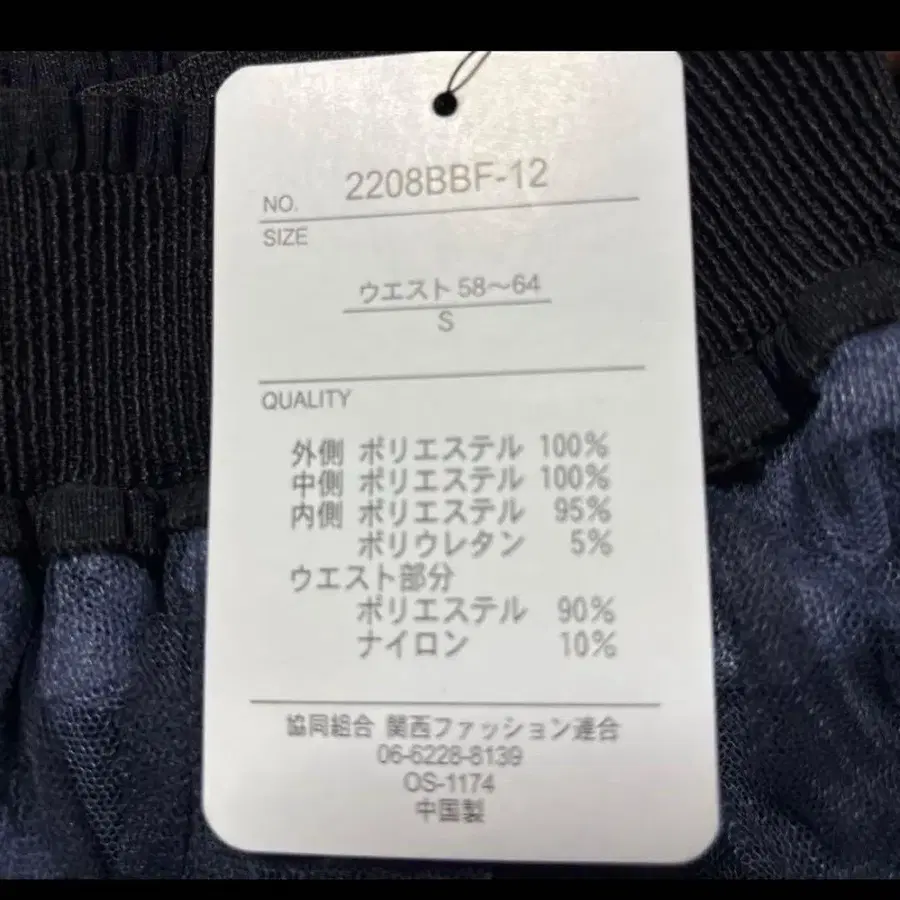 NO. 2208BBF-12
SIZE
ウエスト 58〜64
S
QUALITY
外側 ポリエステル 100%
中側 ポリエステル 100%
内側 ポリエステル 95%
ポリウレタン 5%
ウエスト部分
ポリエステル 90%
ナイロン 10%
協同組合 関西ファッション連合
06-6228-8139
OS-1174
中国製